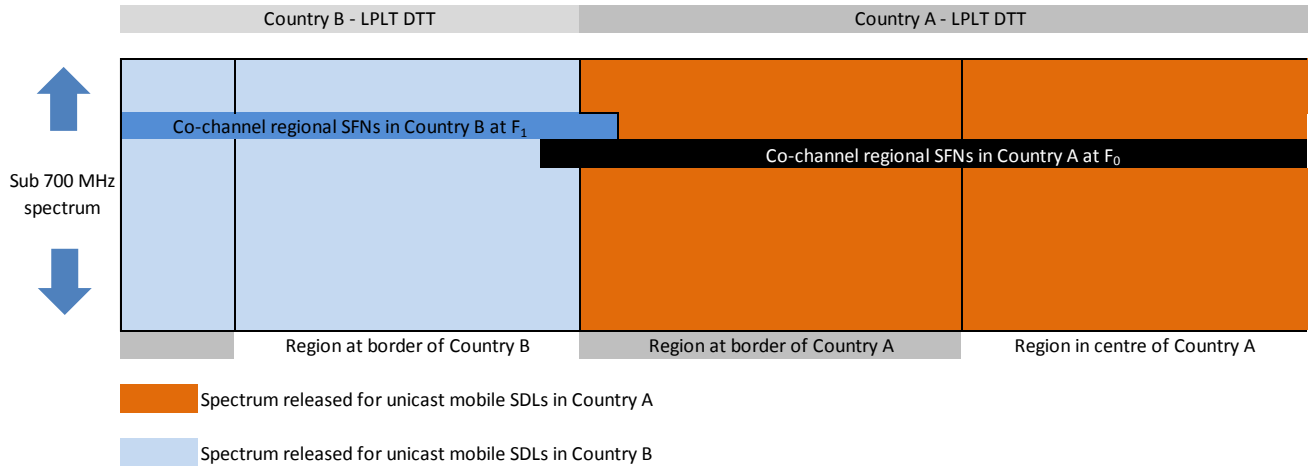 Country B - LPLT DTT
Country A - LPLT DTT
Co-channel regional SFNs in Country B at F₁
Co-channel regional SFNs in Country A at F₀
Sub 700 MHz
spectrum
Region at border of Country B
Region at border of Country A
Region in centre of Country A
Spectrum released for unicast mobile SDLs in Country A
Spectrum released for unicast mobile SDLs in Country B